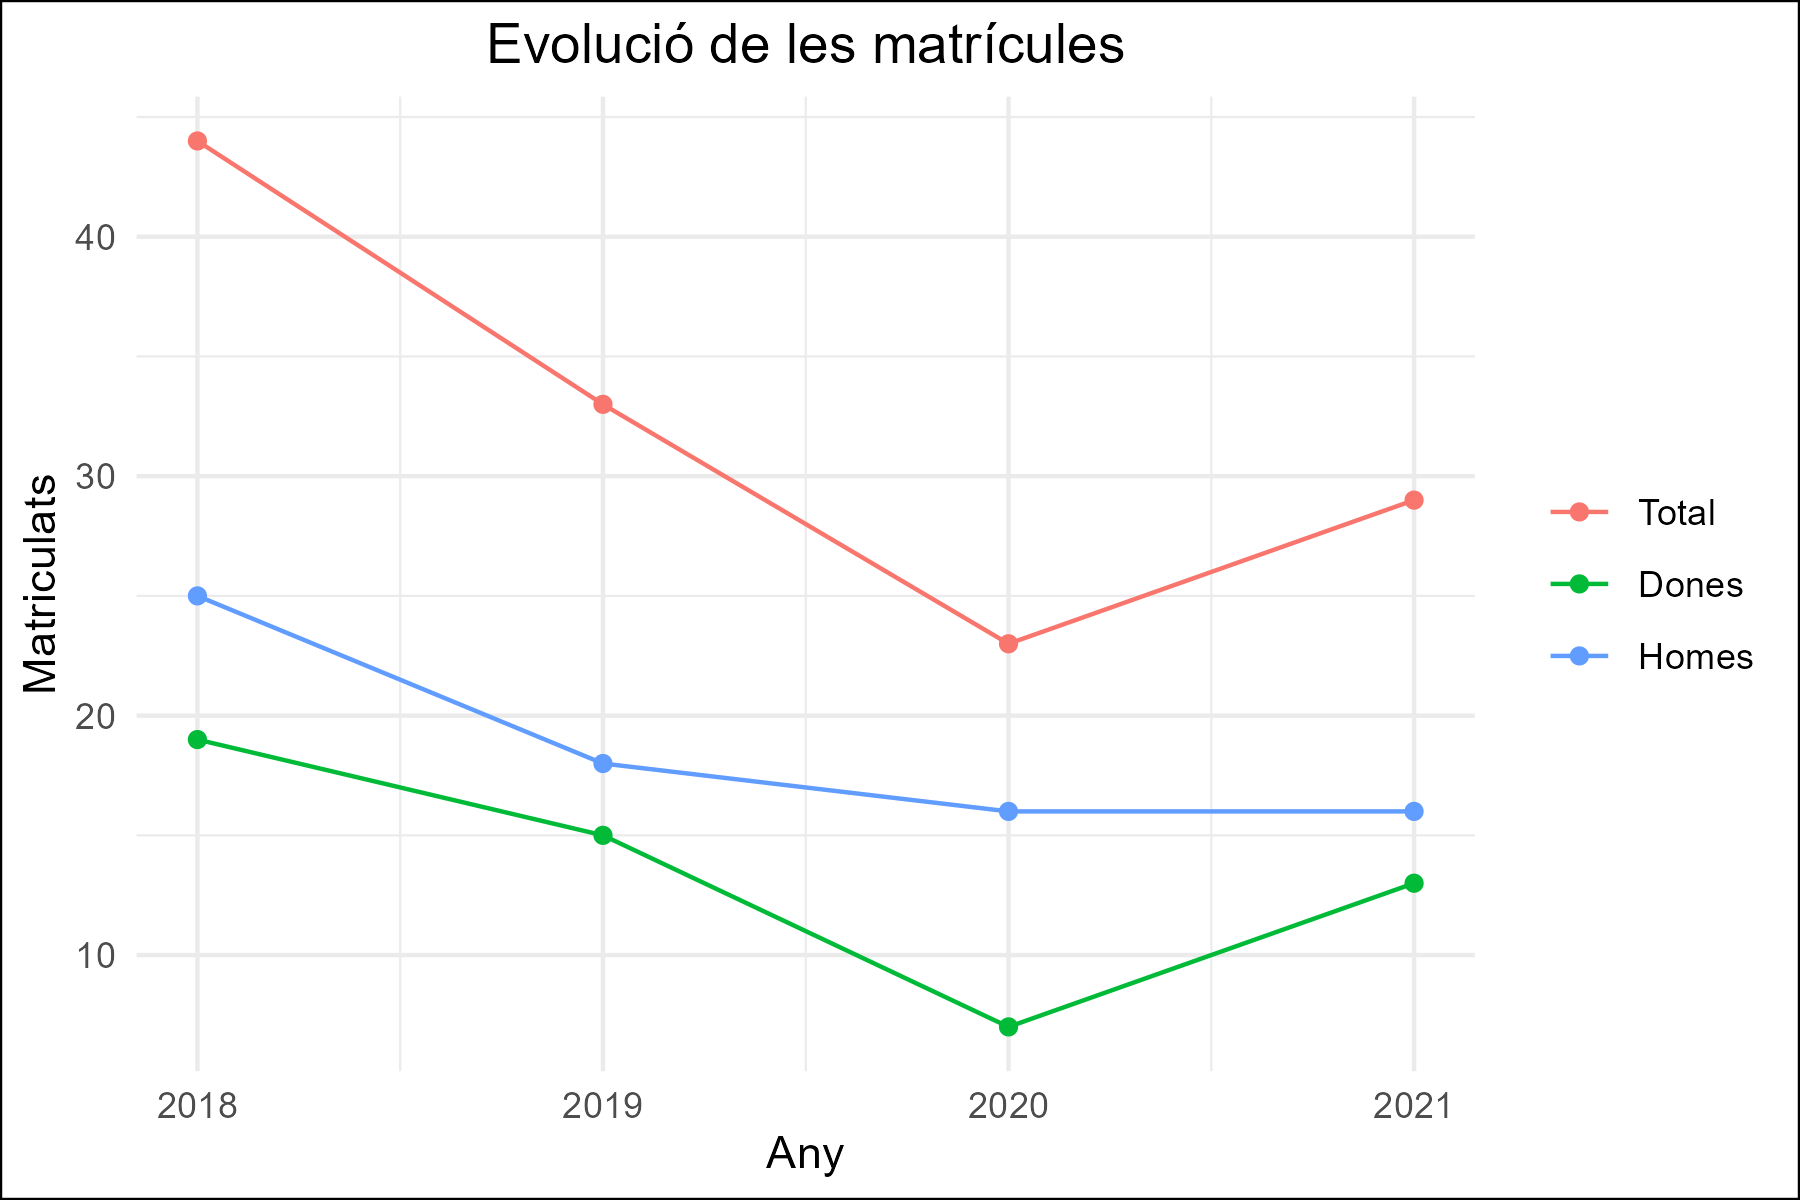 Evolució de les matrícules
Matriculats
40
30
20
10
2018
2019
2020
2021
Any
Total
Dones
Homes